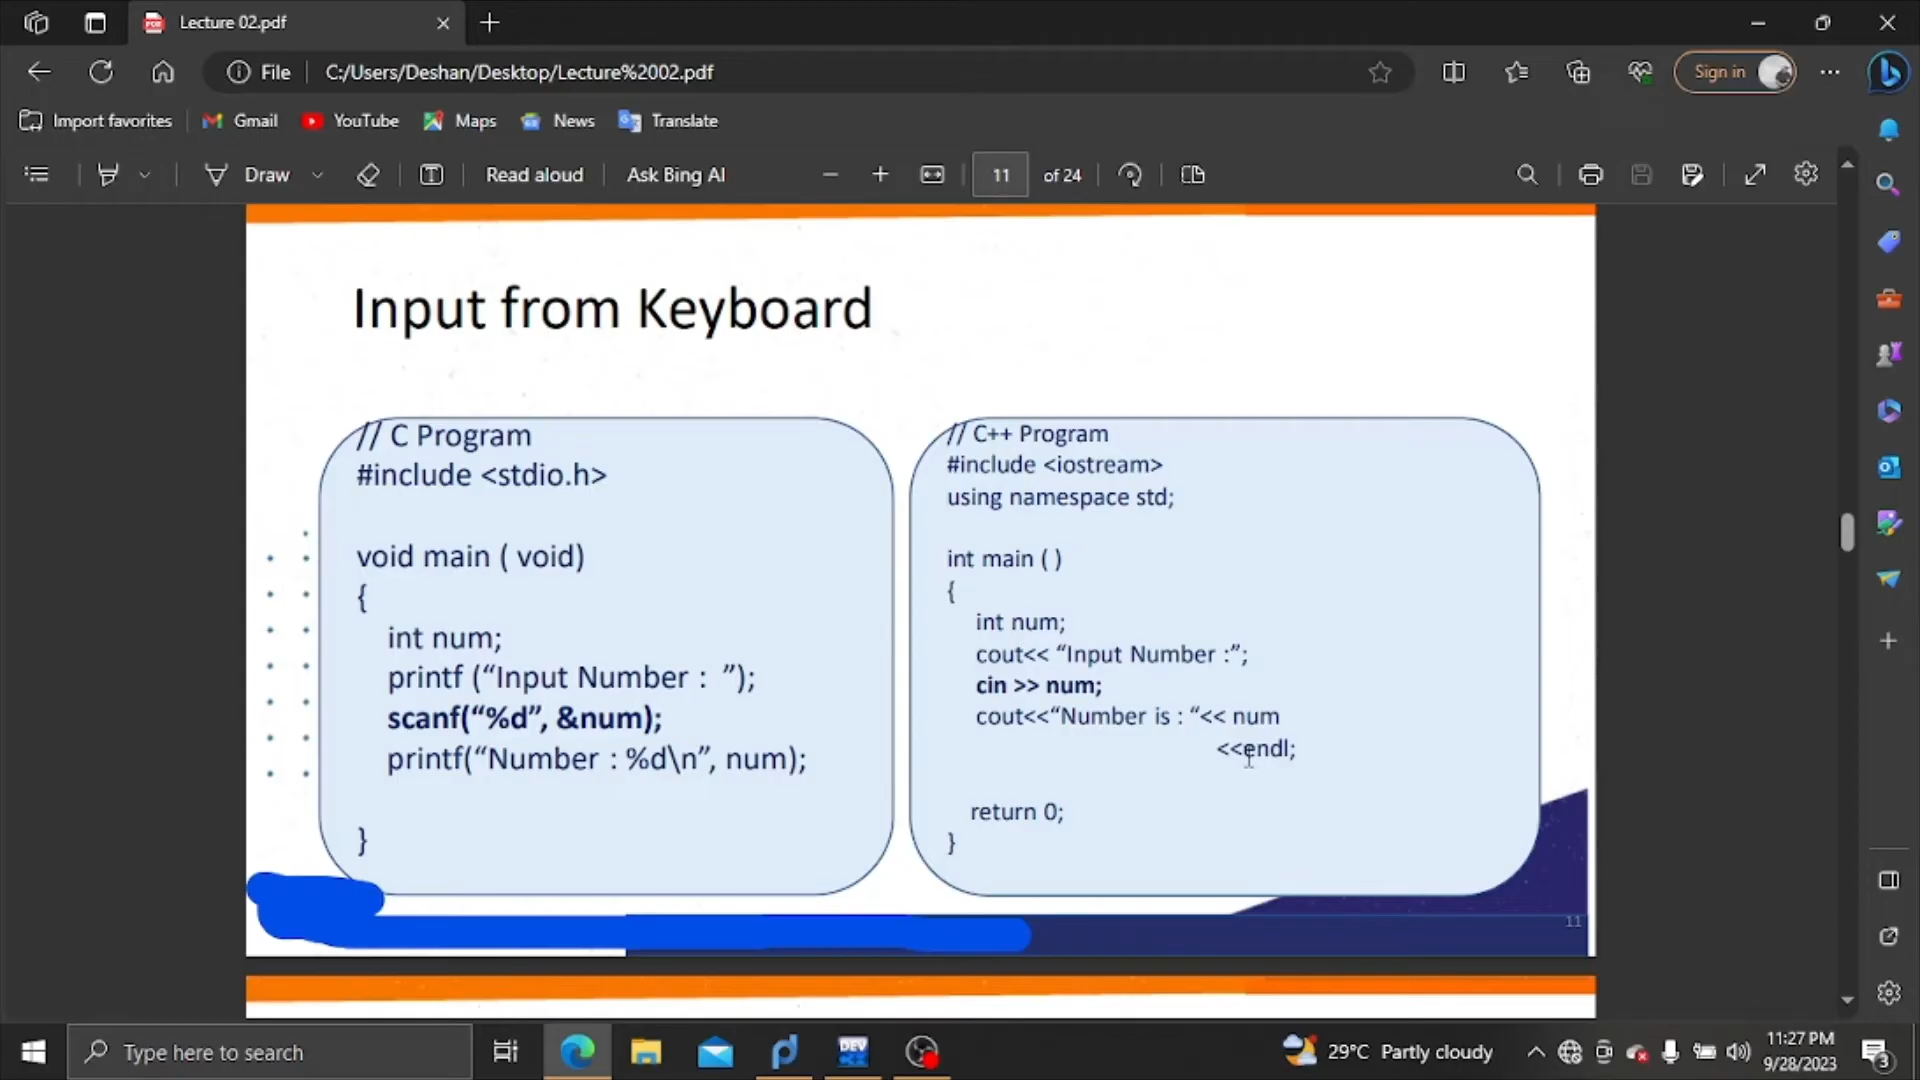 Lecture 02.pdf
File
C:/Users/Deshan/Desktop/Lecture%2002.pdf
Sign in
Import favorites
Gmail
YouTube
Maps
News
Translate
Draw
Read aloud
Ask Bing AI
11
of 24
Input from Keyboard
// C Program
#include <stdio.h>
void main ( void)
{
int num;
printf (“Input Number :  ”);
scanf(“%d”, &num);
printf(“Number : %d\n”, num);
}
// C++ Program
#include <iostream>
using namespace std;
int main ( )
{
int num;
cout<< “Input Number :”;
cin >> num;
cout<<“Number is : “<< num
<<endl;
return 0;
}
11
Type here to search
DEV
29°C Partly cloudy
11:27 PM
9/28/2023
3